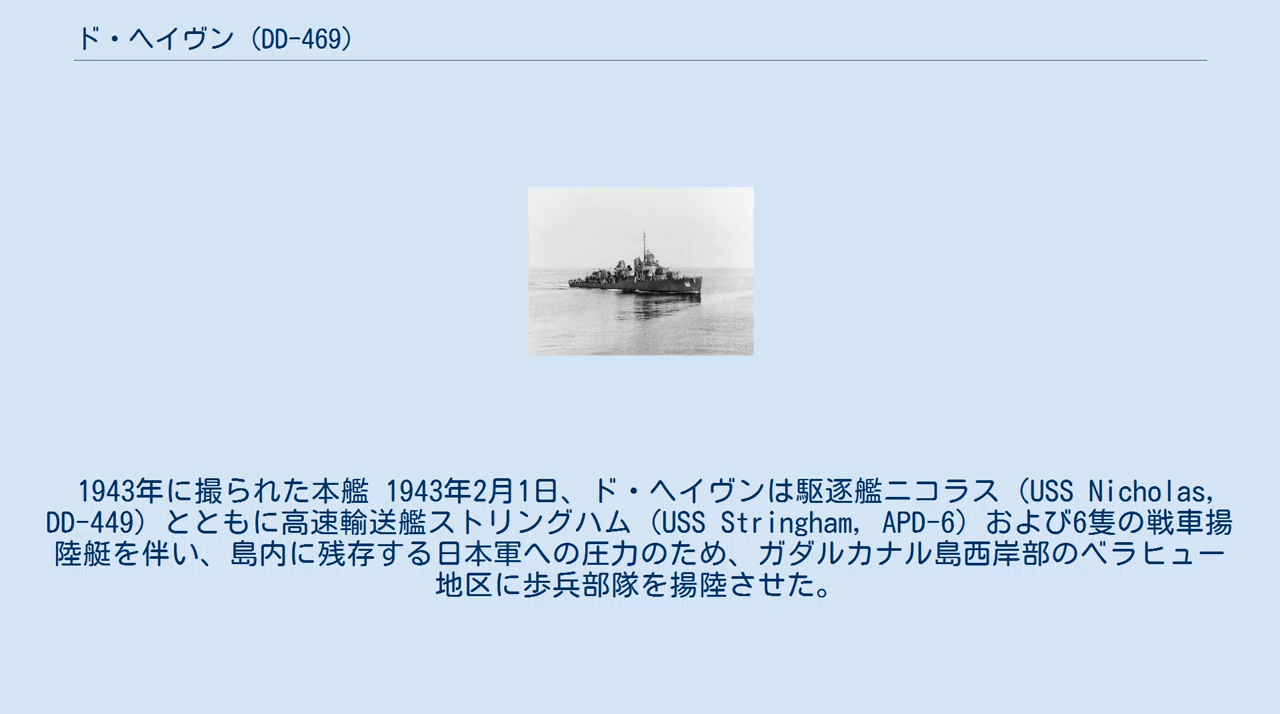 ド・ヘイヴン（DD-469）
1943年に撮られた本艦 1943年2月1日、ド・ヘイヴンは駆逐艦ニコラス（USS Nicholas,
DD-449）とともに高速輸送艦ストリングハム（USS Stringham, APD-6）および6隻の戦車揚
陸艇を伴い、島内に残存する日本軍への圧力のため、ガダルカナル島西岸部のベラヒュー
地区に歩兵部隊を揚陸させた。